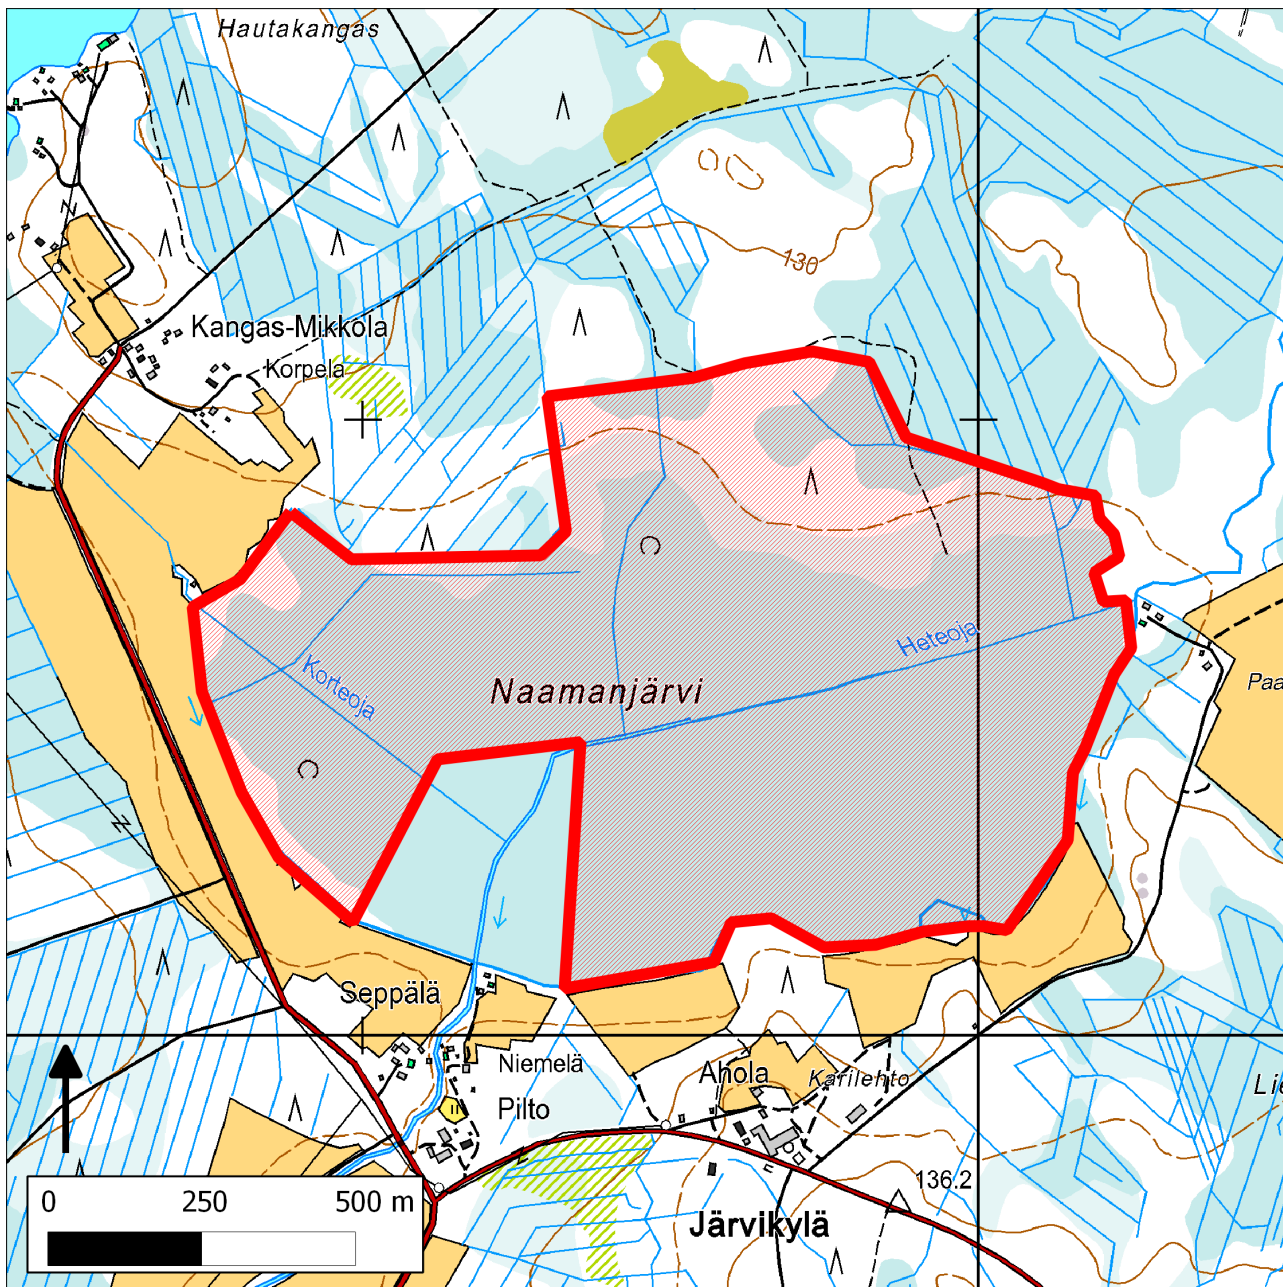 Hautakangas
130
Kangas-Mikkola
Korpela
Heteoja
Korteoja
Naamanjärvi
Paa
Seppälä
Niemelä
Ahola
Karilehto
Lie
Pilto
136.2
Järvikylä
0 250 500 m